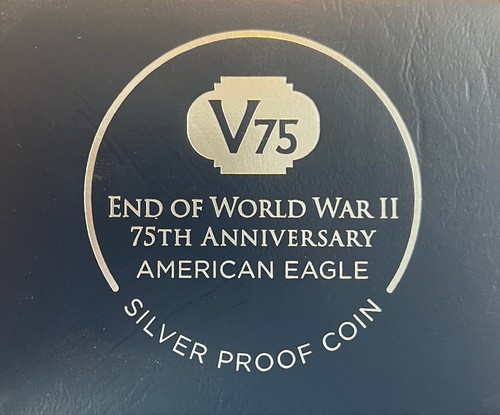 V75
END OF WORLD WAR II
75TH ANNIVERSARY
AMERICAN EAGLE
SILVER PROOF COIN